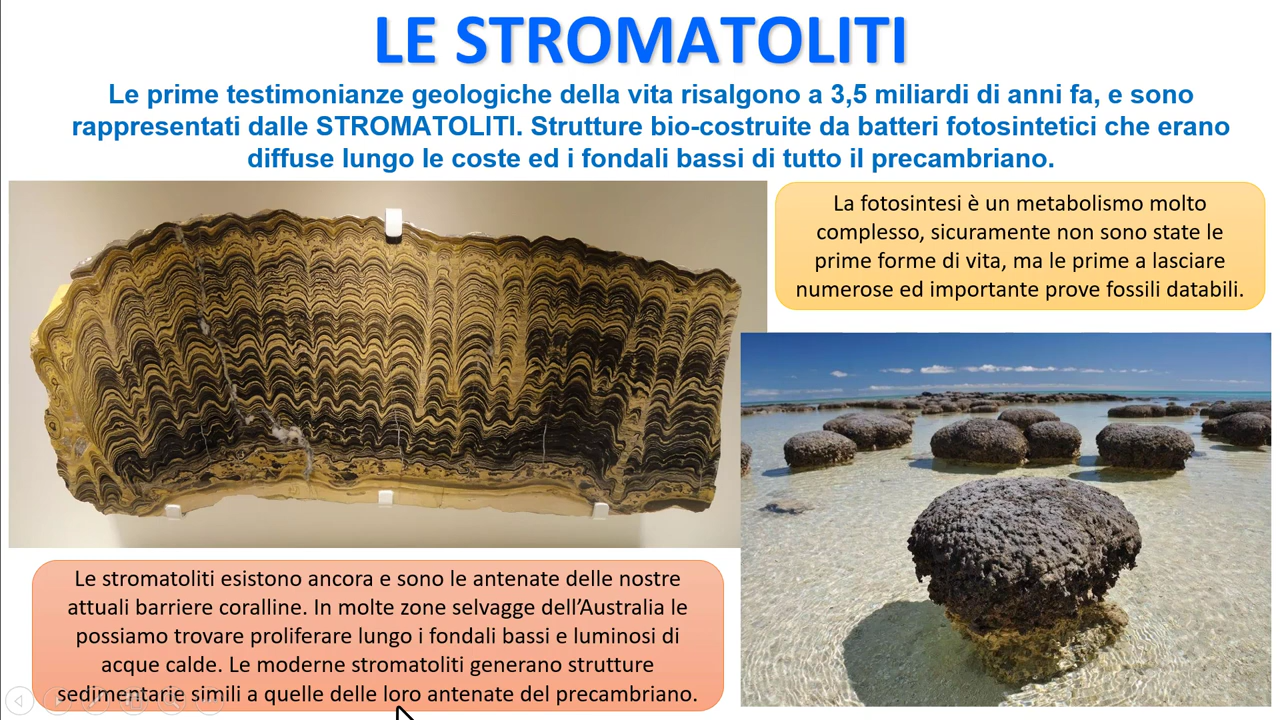 LE STROMATOLITI
Le prime testimonianze geologiche della vita risalgono a 3,5 miliardi di anni fa, e sono
rappresentati dalle STROMATOLITI. Strutture bio-costruite da batteri fotosintetici che erano
diffuse lungo le coste ed i fondali bassi di tutto il precambriano.
La fotosintesi è un metabolismo molto
complesso, sicuramente non sono state le
prime forme di vita, ma le prime a lasciare
numerose ed importante prove fossili databili.
Le stromatoliti esistono ancora e sono le antenate delle nostre
attuali barriere coralline. In molte zone selvagge dell’Australia le
possiamo trovare proliferare lungo i fondali bassi e luminosi di
acque calde. Le moderne stromatoliti generano strutture
sedimentarie simili a quelle delle loro antenate del precambriano.